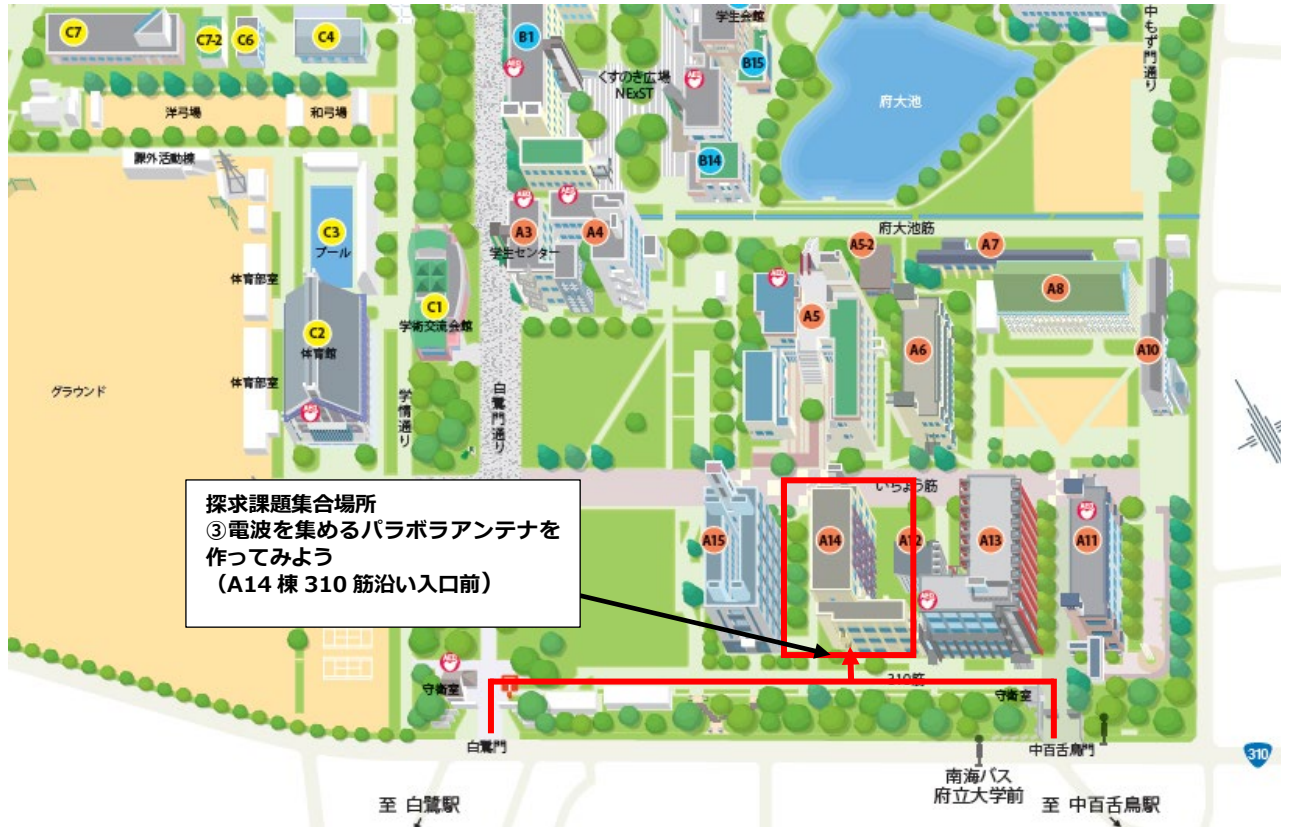 学生会館
中もず門通り
C7
C7-2
C6
C4
B1
AED
くすのき広場
NExST
AED
B15
府大池
洋弓場
和弓場
課外活動棟
B14
AED
AED
A3
学生センター
A4
府大池筋
A5-2
A7
C3
プール
体育部室
AED
A8
C1
学術交流会館
A5
A6
A10
C2
体育館
体育部室
グラウンド
AED
学情通り
白鷺門通り
いちょう筋
探求課題集合場所
③電波を集めるパラボラアンテナを
作ってみよう
（A14 棟 310 筋沿い入口前）
A15
A14
A12
A13
AED
A11
AED
AED
守衛室
310筋
守衛室
白鷺門
中百舌鳥門
310
南海バス
府立大学前
至 白鷺駅
至 中百舌鳥駅